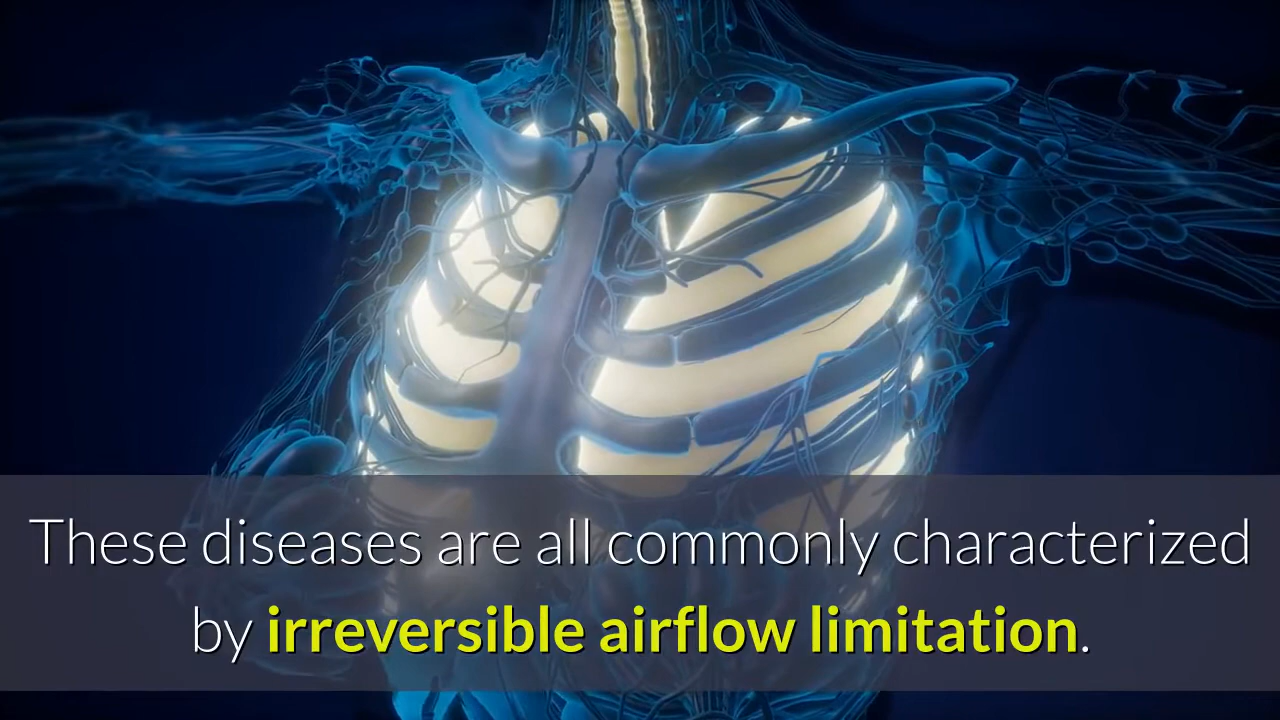 These diseases are all commonly characterized
by irreversible airflow limitation.